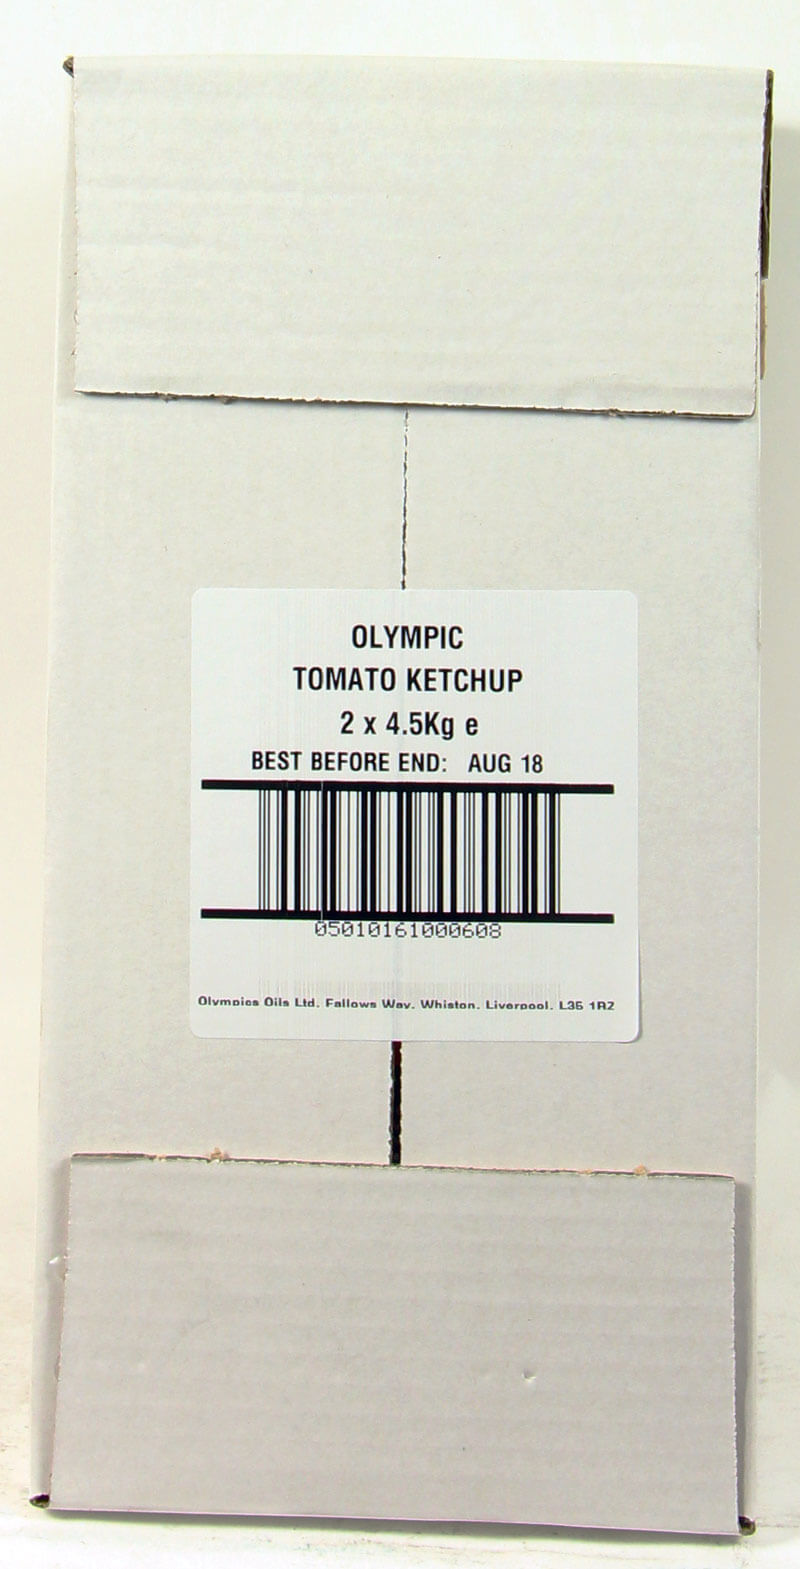 OLYMPIC
TOMATO KETCHUP
2 x 4.5Kg e
BEST BEFORE END: AUG 18
05010161000608
Olympics Oils Ltd. Fallows Way. Whiston. Liverpool. L35 1RZ